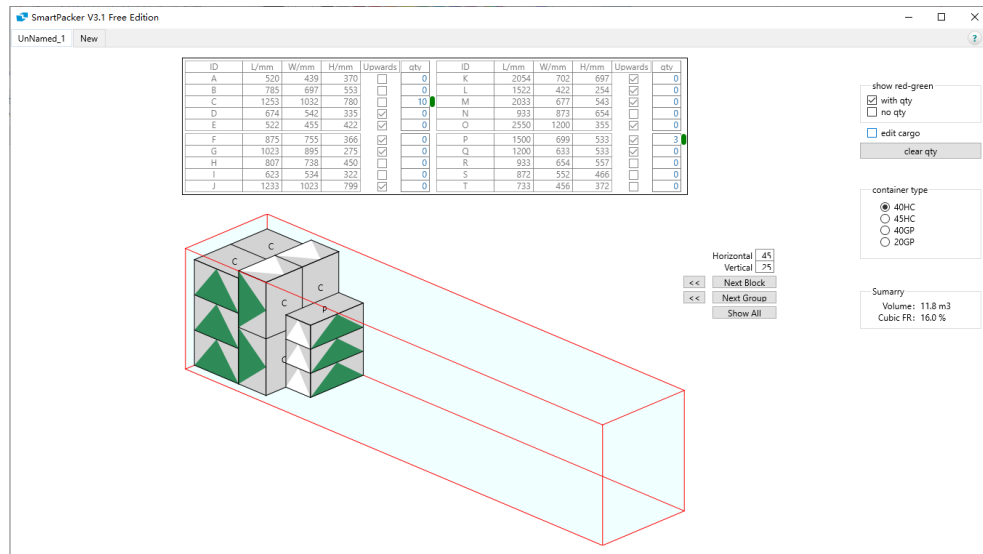 SmartPacker V3.1 Free Edition
UnNamed_1 New
?
ID L/mm W/mm H/mm Upwards qty ID L/mm W/mm H/mm Upwards qty
A 520 439 370 0 K 2054 702 697 0
B 785 697 553 0 L 1522 422 254 0
C 1253 1032 780 10 M 2033 677 543 0
D 674 542 335 0 N 933 873 654 0
E 522 455 422 0 O 2550 1200 355 0
F 875 755 366 0 P 1500 699 533 3
G 1023 895 275 0 Q 1200 633 533 0
H 807 738 450 0 R 933 654 557 0
I 623 534 322 0 S 872 552 466 0
J 1233 1023 799 0 T 733 456 372 0
show red-green
with qty
no qty
edit cargo
clear qty
container type
40HC
45HC
40GP
20GP
Horizontal 45
Vertical 25
<< Next Block
<< Next Group
Show All
Sumarry
Volume: 11.8 m3
Cubic FR: 16.0 %
C
C
C
C
P
C